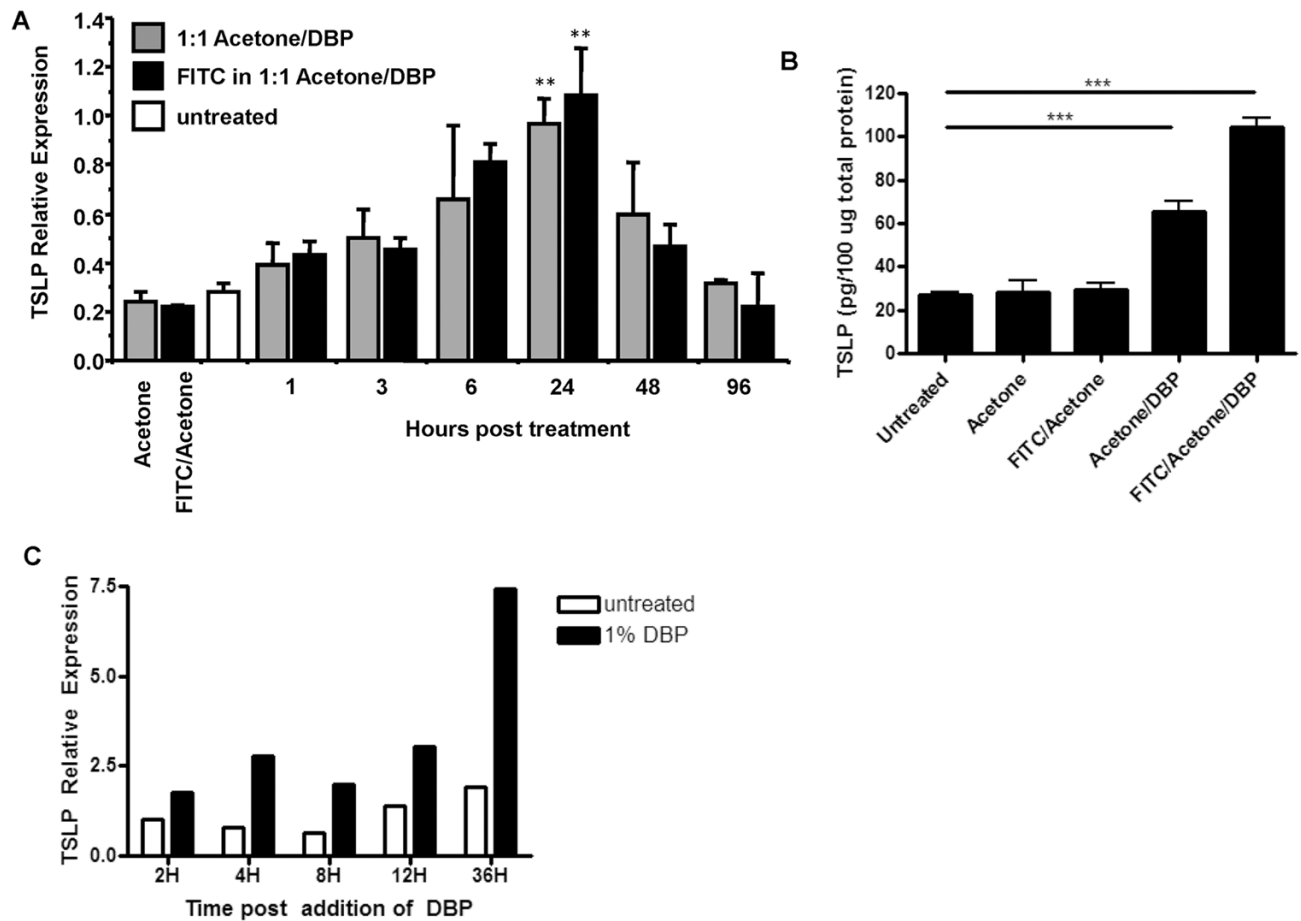 A
1.4
1.2
1.0
0.8
0.6
0.4
0.2
0.0
TSLP Relative Expression
1:1 Acetone/DBP
FITC in 1:1 Acetone/DBP
untreated
**
**
Acetone
FITC/Acetone
1 3 6 24 48 96
Hours post treatment
B
120
100
80
60
40
20
0
TSLP (pg/100 ug total protein)
***
***
Untreated
Acetone
FITC/Acetone
Acetone/DBP
FITC/Acetone/DBP
C
7.5
5.0
2.5
0.0
TSLP Relative Expression
untreated
1% DBP
2H 4H 8H 12H 36H
Time post addition of DBP